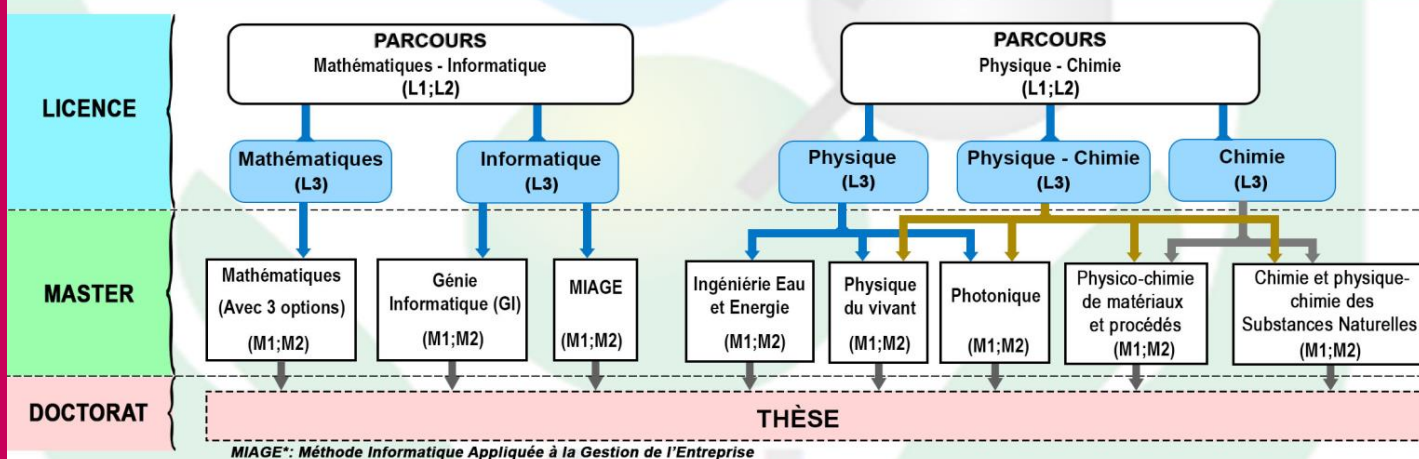 LICENCE
PARCOURS
Mathématiques - Informatique
(L1;L2)
PARCOURS
Physique - Chimie
(L1;L2)
Mathématiques
(L3)
Informatique
(L3)
Physique
(L3)
Physique - Chimie
(L3)
Chimie
(L3)
MASTER
Mathématiques
(Avec 3 options)
(M1;M2)
Génie
Informatique (GI)
(M1;M2)
MIAGE
(M1;M2)
Ingéniérie Eau
et Energie
(M1;M2)
Physique
du vivant
(M1;M2)
Photonique
(M1;M2)
Physico-chimie
de matériaux
et procédés
(M1;M2)
Chimie et physique-
chimie des
Substances Naturelles
(M1;M2)
DOCTORAT
THÈSE
MIAGE*: Méthode Informatique Appliquée à la Gestion de l'Entreprise